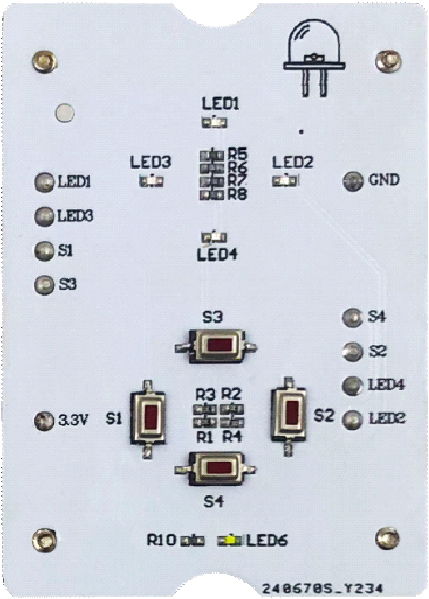 LED1
LED3
LED2
R5
R6
R7
R8
LED1
GND
LED3
S1
LED4
S3
S3
S4
S2
R3 R2
LED4
S1
S2
3.3V
LED2
R1 R4
S4
R10
LED6
240670S_Y234